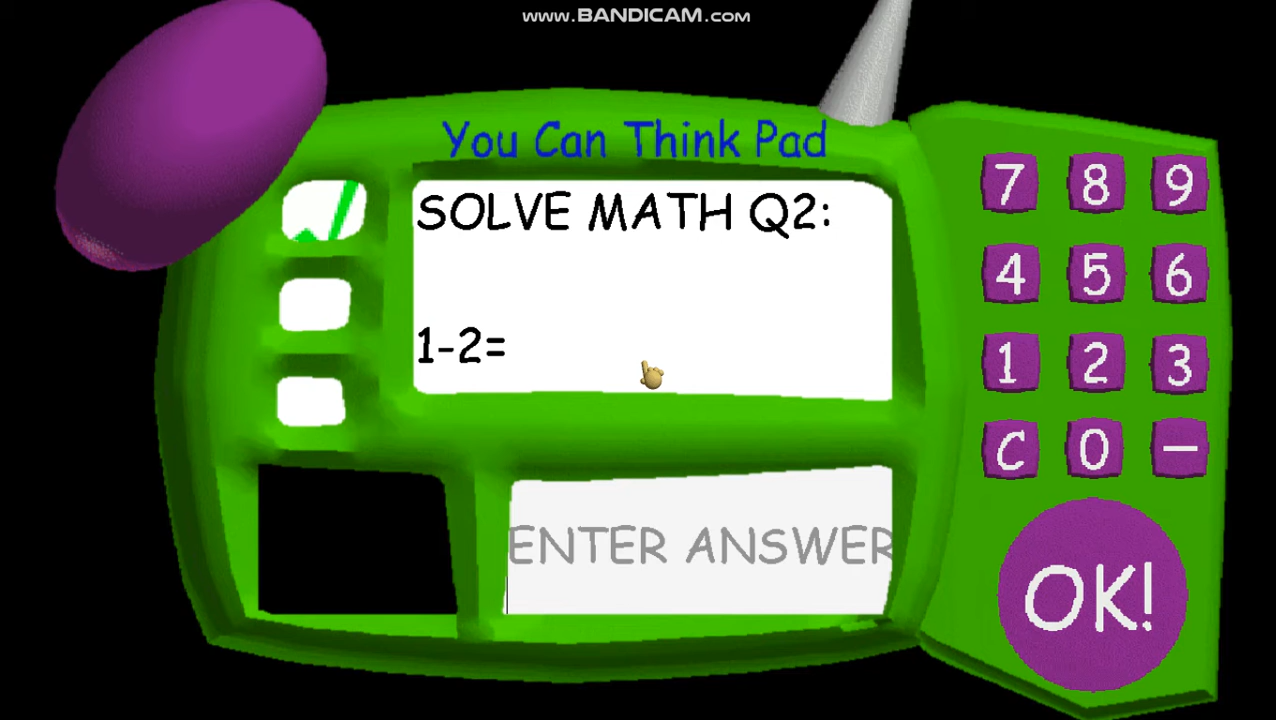 www.BANDICAM.com
You Can Think Pad
SOLVE MATH Q2:
1-2=
ENTER ANSWER
7 8 9
4 5 6
1 2 3
C 0 -
OK!